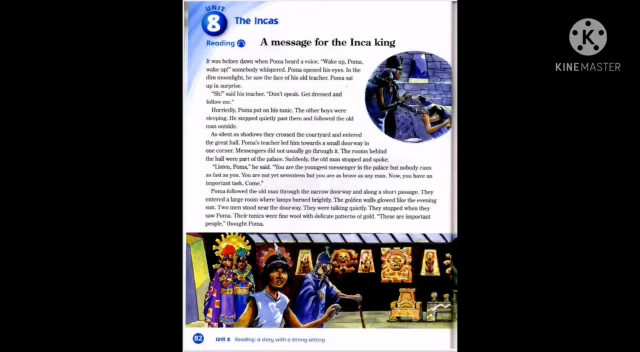 UNIT
8
The Incas
Reading
A message for the Inca king
It was before dawn when Poma heard a voice. "Wake up, Poma,
wake up!" somebody whispered. Poma opened his eyes. In the
dim moonlight, he saw the face of his old teacher. Poma sat
up in surprise.
"Sh!" said his teacher. "Don't speak. Get dressed and
follow me."
Hurriedly, Poma put on his tunic. The other boys were
sleeping. He stepped quietly past them and followed the old
man outside.
As silent as shadows they crossed the courtyard and entered
the great hall. Poma's teacher led him towards a small doorway in
one corner. Messengers did not usually go through it. The rooms behind
the hall were part of the palace. Suddenly, the old man stopped and spoke.
"Listen, Poma," he said. "You are the youngest messenger in the palace but nobody runs
as fast as you. You are not yet seventeen but you are as brave as any man. Now, you have an
important task. Come."
Poma followed the old man through the narrow doorway and along a short passage. They
entered a large room where lamps burned brightly. The golden walls glowed like the evening
sun. Two men stood near the doorway. They were talking quietly. They stopped when they
saw Poma. Their tunics were fine wool with delicate patterns of gold. "These are important
people," thought Poma.
82
Unit 8
Reading: a story with a strong setting
KINEMASTER